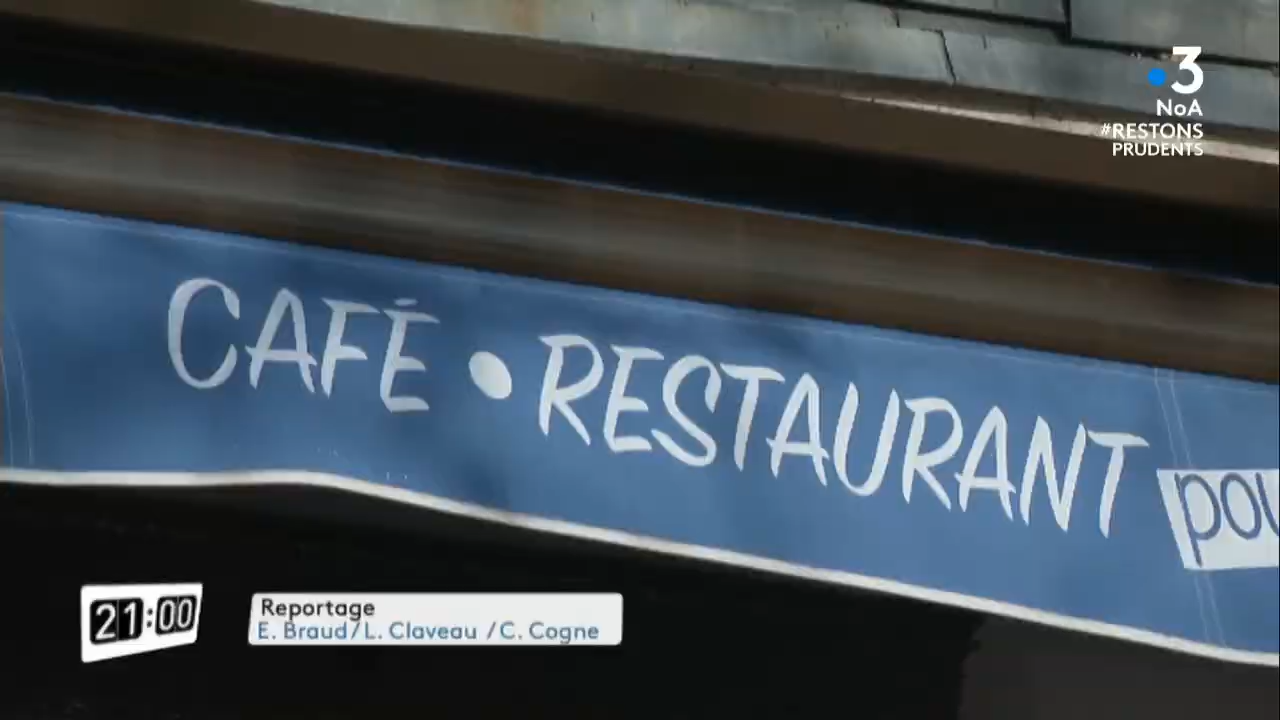 3
NoA
#RESTONS
PRUDENTS
CAFÉ • RESTAURANT
21:00
Reportage
E. Braud/L. Claveau /C. Cogne